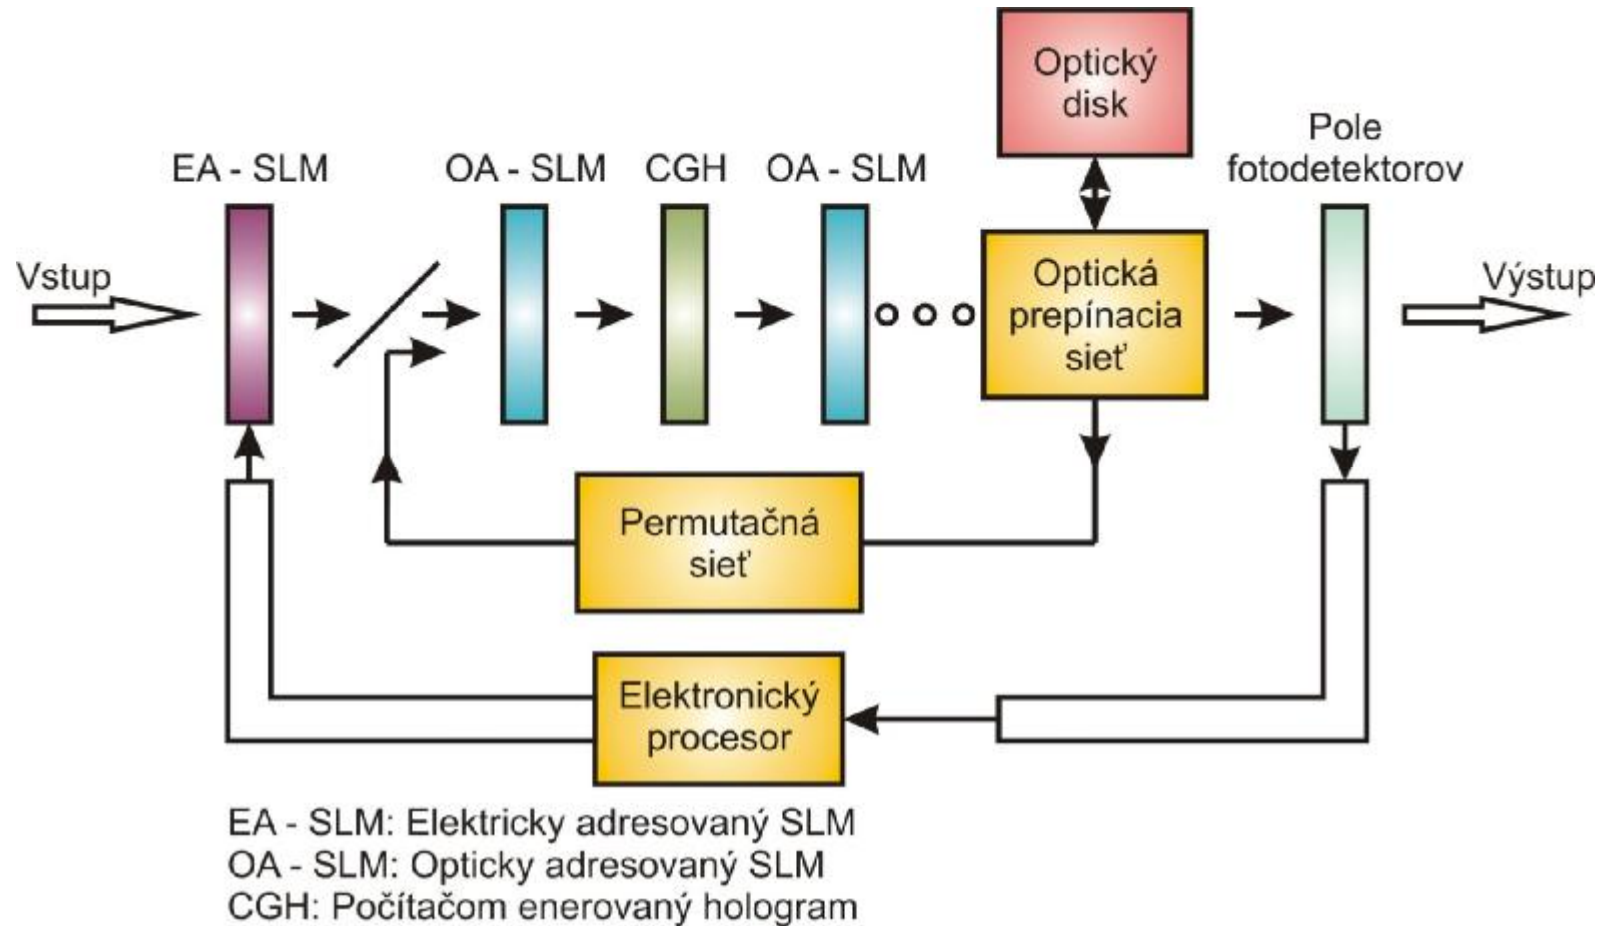 Optický
disk
Pole
fotodetektorov
EA - SLM
OA - SLM
CGH
OA - SLM
Vstup
Optická
prepínacia
sieť
Výstup
Permutačná
sieť
Elektronický
procesor
EA - SLM: Elektricky adresovaný SLM
OA - SLM: Opticky adresovaný SLM
CGH: Počítačom enerovaný hologram